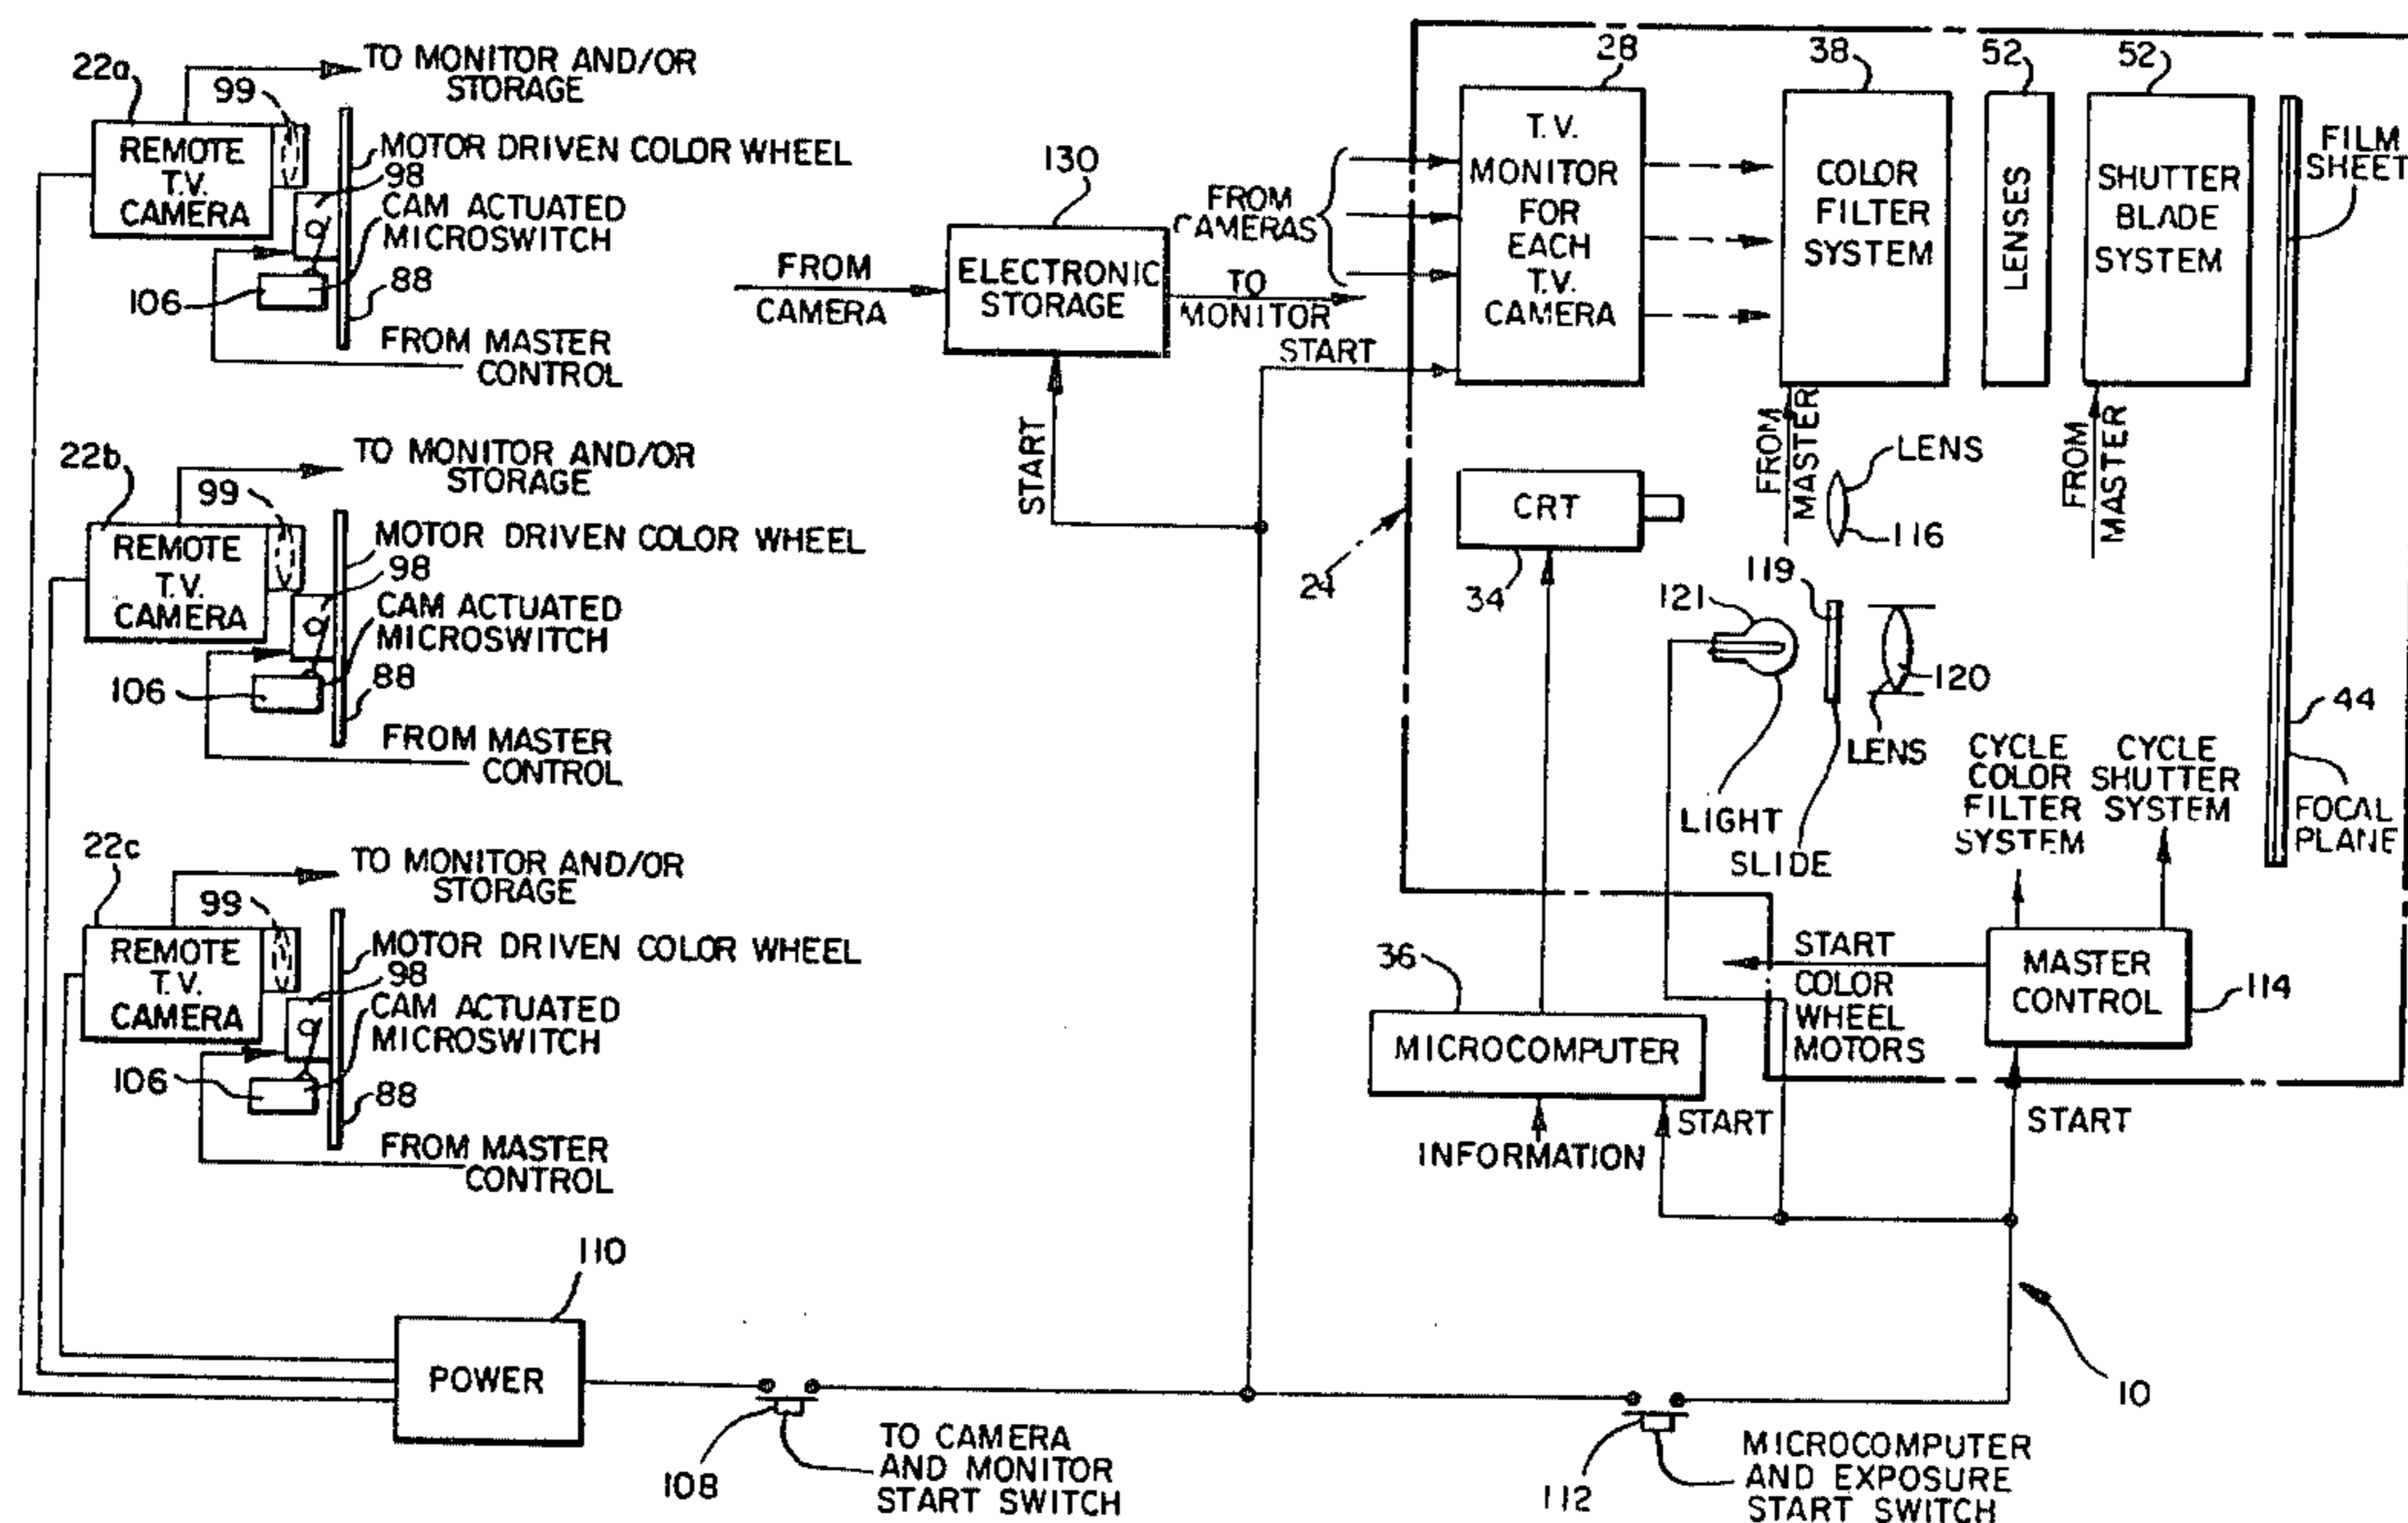 22a
99
TO MONITOR AND/OR
STORAGE
REMOTE
T.V.
CAMERA
MOTOR DRIVEN COLOR WHEEL
98
CAM ACTUATED
MICROSWITCH
106
88
FROM MASTER
CONTROL
22b
99
TO MONITOR AND/OR
STORAGE
REMOTE
T.V.
CAMERA
MOTOR DRIVEN COLOR WHEEL
98
CAM ACTUATED
MICROSWITCH
106
88
FROM MASTER
CONTROL
22c
99
TO MONITOR AND/OR
STORAGE
REMOTE
T.V.
CAMERA
MOTOR DRIVEN COLOR WHEEL
98
CAM ACTUATED
MICROSWITCH
106
88
FROM MASTER
CONTROL
110
POWER
108
TO CAMERA
AND MONITOR
START SWITCH
130
FROM
CAMERA
ELECTRONIC
STORAGE
TO
MONITOR
START
FROM
CAMERAS
START
28
T.V.
MONITOR
FOR
EACH
T.V.
CAMERA
38
COLOR
FILTER
SYSTEM
52
LENSES
52
SHUTTER
BLADE
SYSTEM
FILM
SHEET
FROM
MASTER
LENS
116
FROM
MASTER
CRT
34
24
121
119
120
LENS
LIGHT
SLIDE
44
FOCAL
PLANE
CYCLE
COLOR
FILTER
SYSTEM
CYCLE
SHUTTER
SYSTEM
36
MICROCOMPUTER
INFORMATION
START
START
COLOR
WHEEL
MOTORS
MASTER
CONTROL
114
START
10
112
MICROCOMPUTER
AND EXPOSURE
START SWITCH